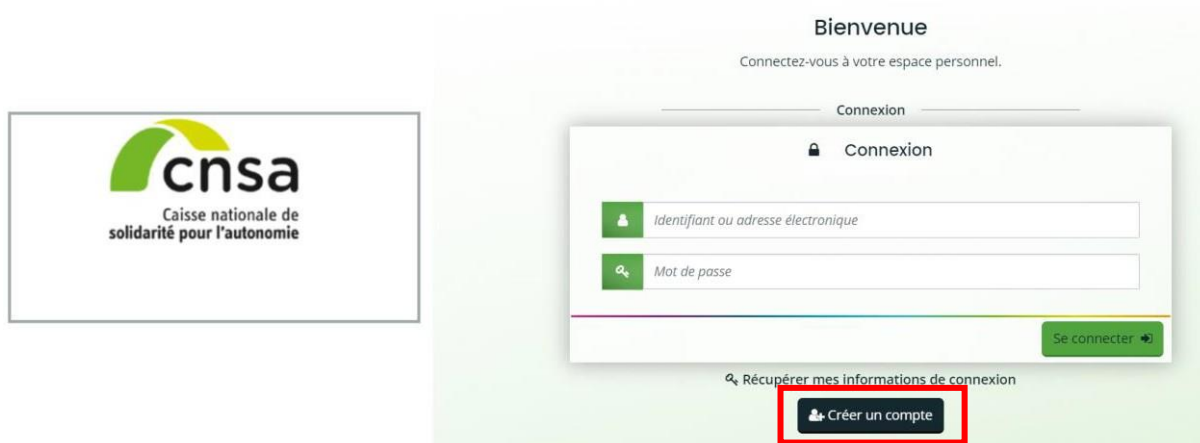 cnsa
Caisse nationale de
solidarité pour l'autonomie
Bienvenue
Connectez-vous à votre espace personnel.
Connexion
Connexion
Identifiant ou adresse électronique
Mot de passe
Se connecter
Récupérer mes informations de connexion
Créer un compte